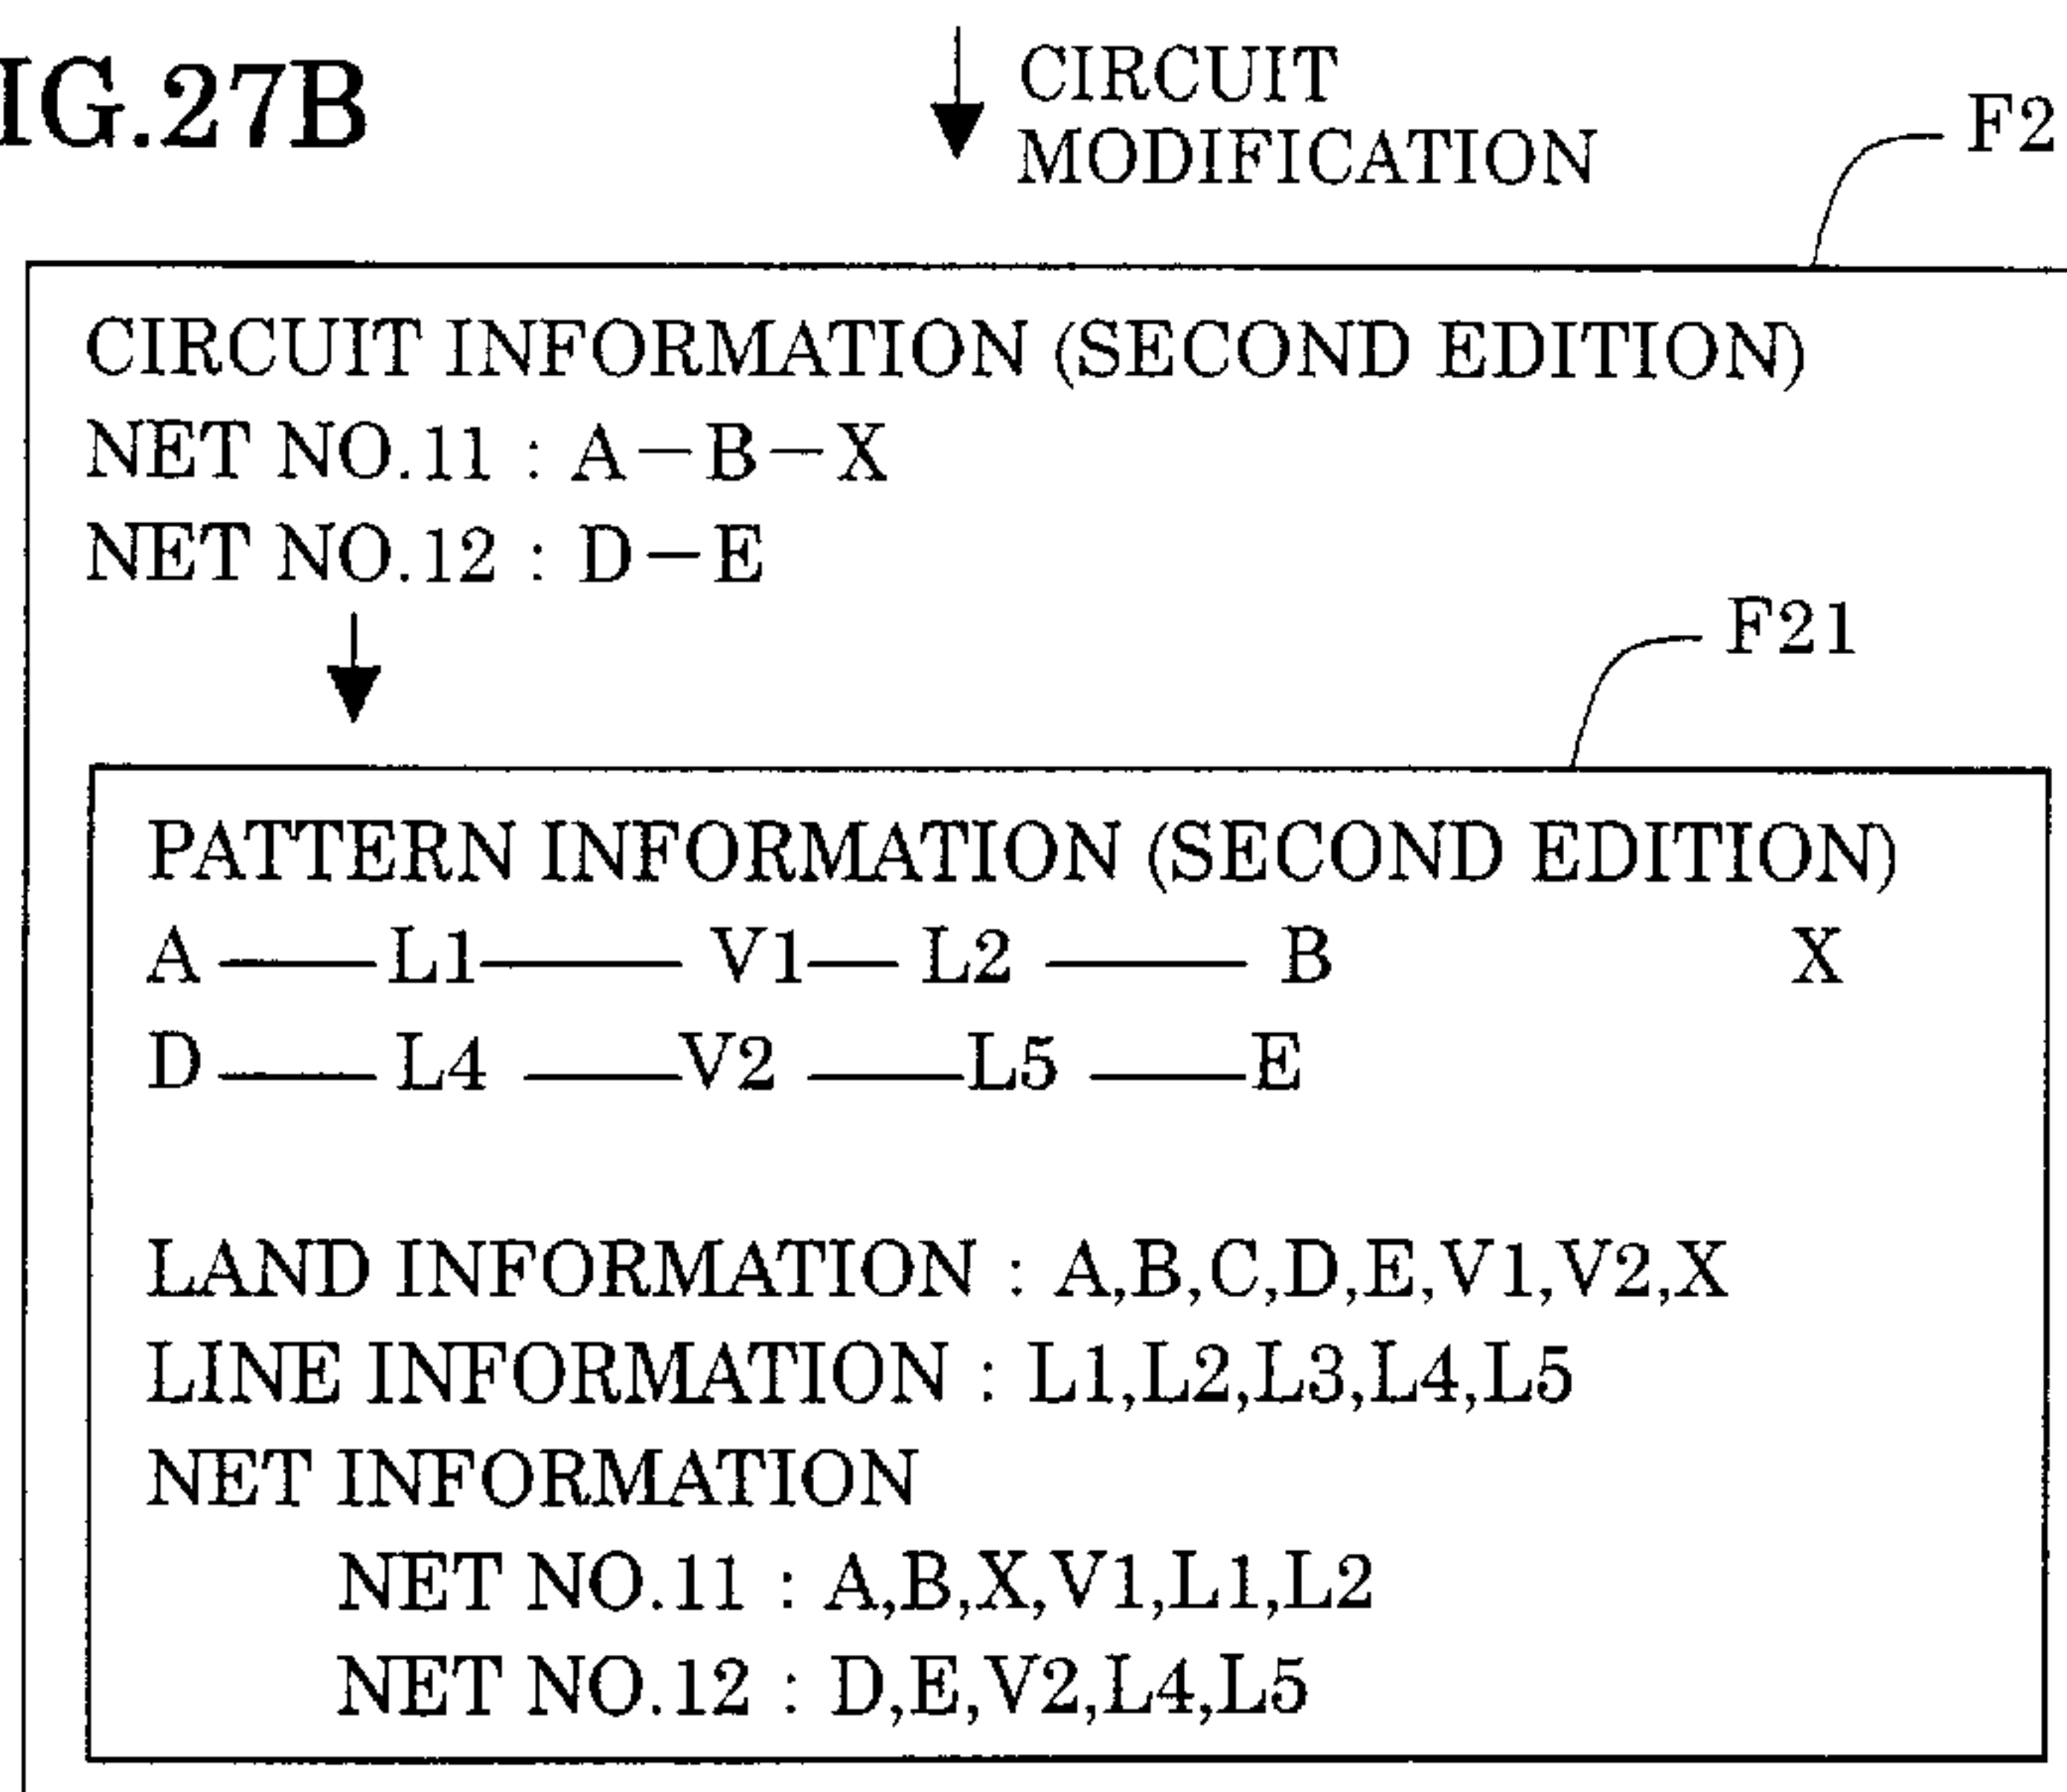 IG.27B
CIRCUIT
MODIFICATION
F2
CIRCUIT INFORMATION (SECOND EDITION)
NET NO.11 : A—B—X
NET NO.12 : D—E
F21
PATTERN INFORMATION (SECOND EDITION)
A — L1 — V1 — L2 — B X
D — L4 — V2 — L5 — E
LAND INFORMATION : A,B,C,D,E,V1,V2,X
LINE INFORMATION : L1,L2,L3,L4,L5
NET INFORMATION
NET NO.11 : A,B,X,V1,L1,L2
NET NO.12 : D,E,V2,L4,L5